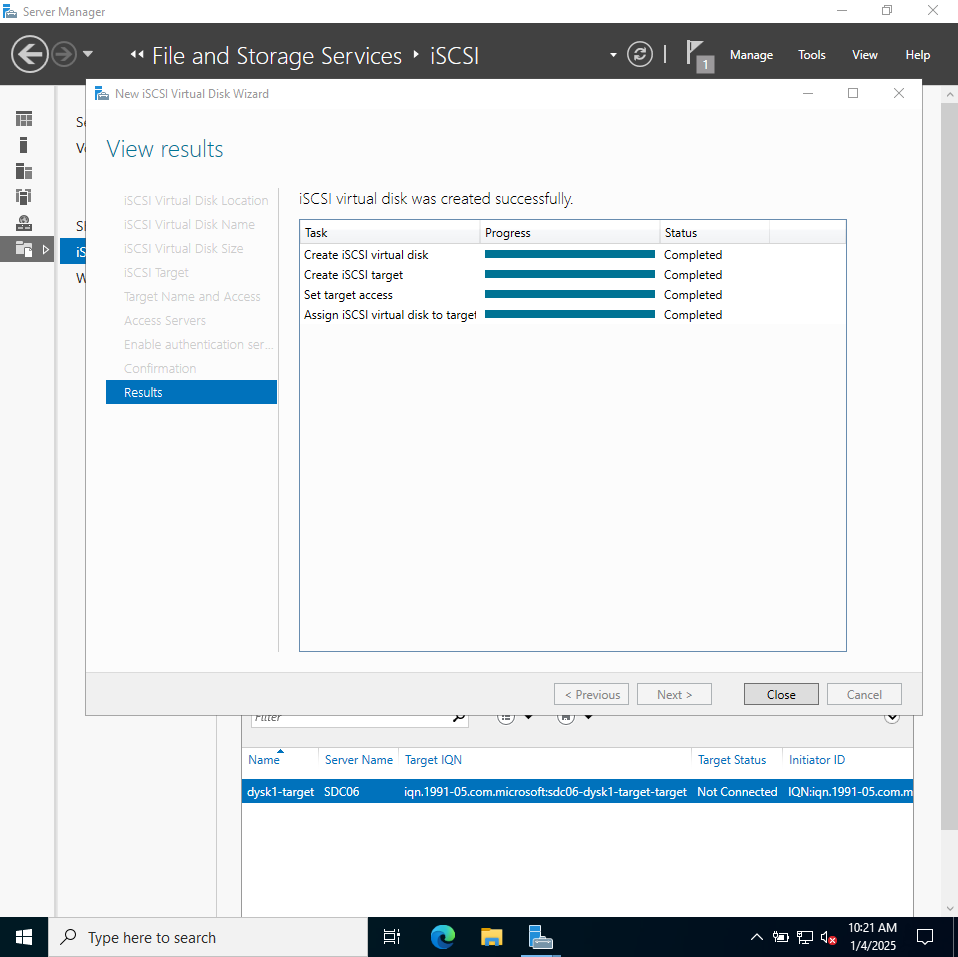 Server Manager
File and Storage Services
iSCSI
1
Manage
Tools
View
Help
New iSCSI Virtual Disk Wizard
View results
iSCSI Virtual Disk Location
iSCSI Virtual Disk Name
iSCSI Virtual Disk Size
iSCSI Target
Target Name and Access
Access Servers
Enable authentication ser...
Confirmation
Results
iSCSI virtual disk was created successfully.
Task Progress Status
Create iSCSI virtual disk Completed
Create iSCSI target Completed
Set target access Completed
Assign iSCSI virtual disk to target Completed
< Previous
Next >
Close
Cancel
Filter
Name Server Name Target IQN Target Status Initiator ID
dysk1-target SDC06 iqn.1991-05.com.microsoft:sdc06-dysk1-target-target Not Connected IQN:iqn.1991-05.com.m
Type here to search
10:21 AM
1/4/2025